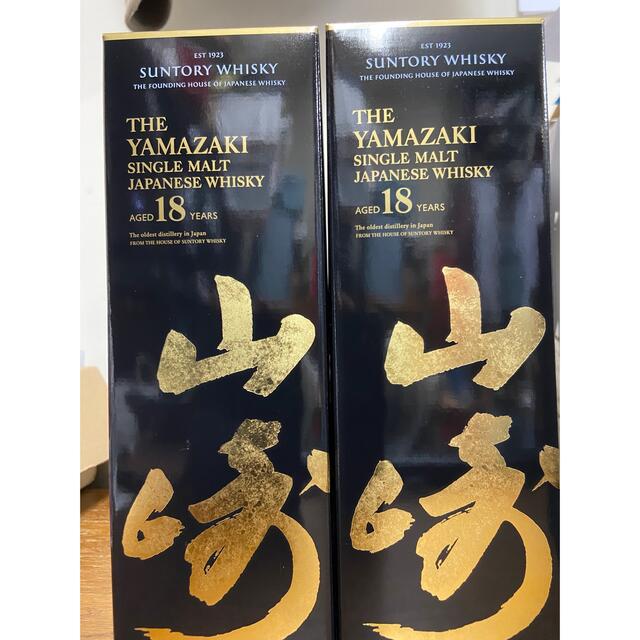 EST 1923
SUNTORY WHISKY
THE FOUNDING HOUSE OF JAPANESE WHISKY
THE
YAMAZAKI
SINGLE MALT
JAPANESE WHISKY
AGED 18 YEARS
The oldest distillery in Japan
FROM THE HOUSE OF SUNTORY WHISKY
山
崎
EST 1923
SUNTORY WHISKY
THE FOUNDING HOUSE OF JAPANESE WHISKY
THE
YAMAZAKI
SINGLE MALT
JAPANESE WHISKY
AGED 18 YEARS
The oldest distillery in Japan
FROM THE HOUSE OF SUNTORY WHISKY
山
崎